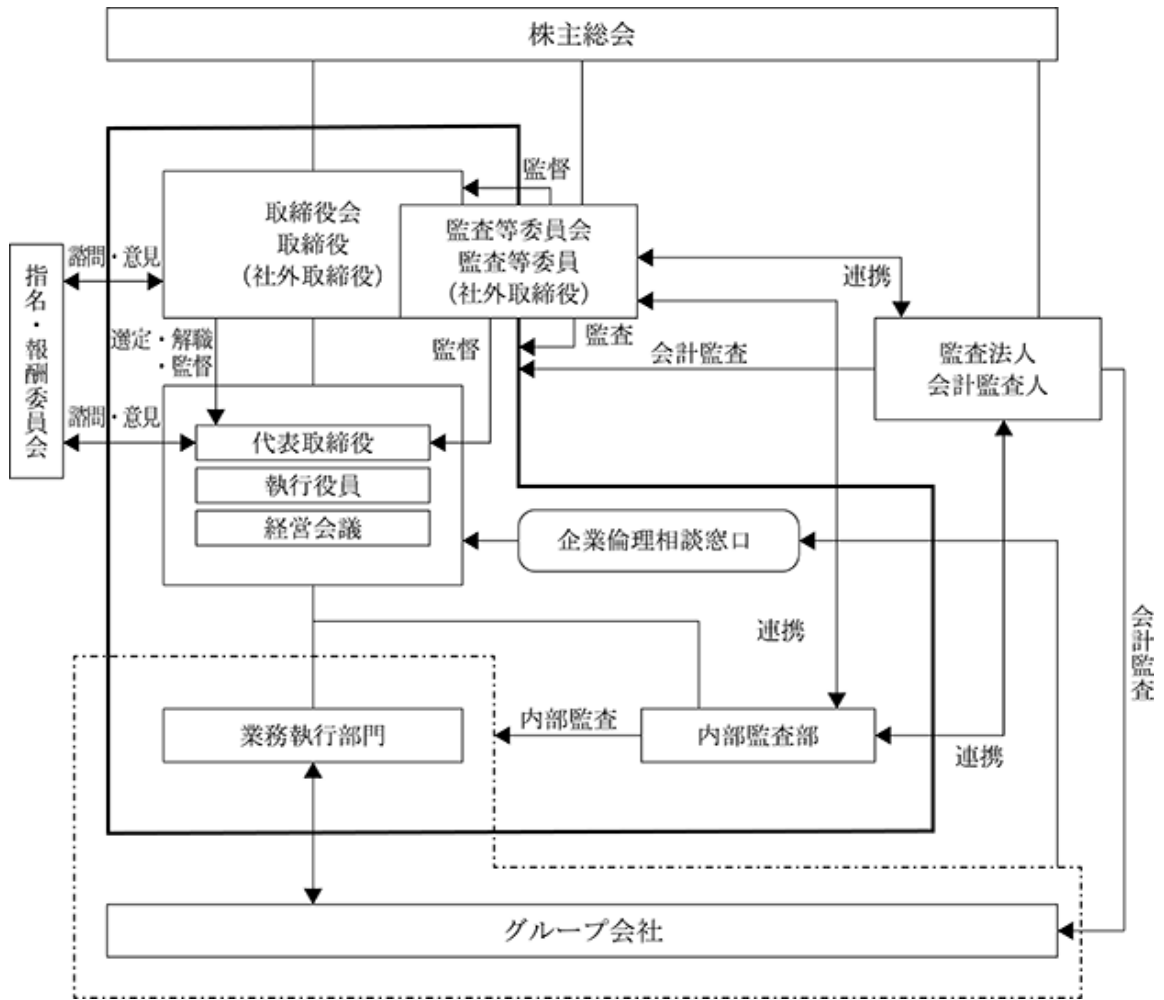 株主総会
監督
取締役会
取締役
(社外取締役)
監査等委員会
監査等委員
(社外取締役)
諮問・意見
連携
指名・報酬委員会
選定・解職
・監督
監督
監査
会計監査
監査法人
会計監査人
諮問・意見
代表取締役
執行役員
経営会議
企業倫理相談窓口
連携
会計監査
業務執行部門
内部監査
内部監査部
連携
グループ会社